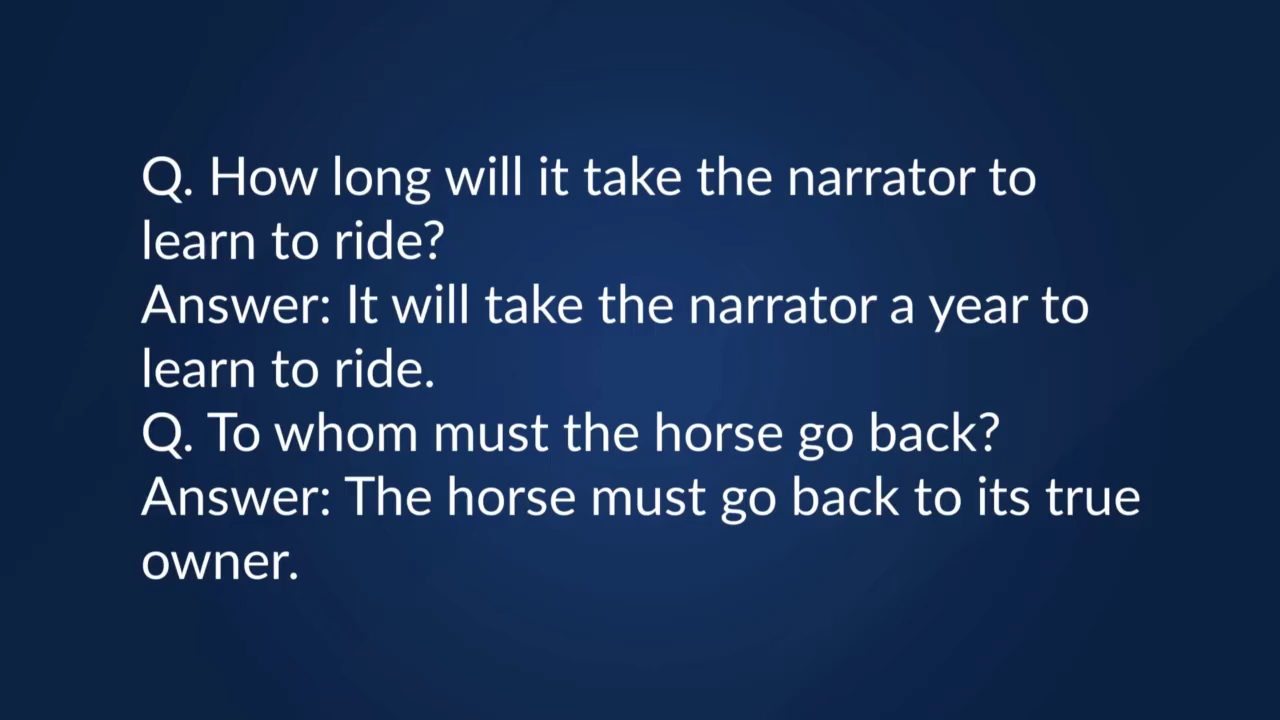 Q. How long will it take the narrator to
learn to ride?
Answer: It will take the narrator a year to
learn to ride.
Q. To whom must the horse go back?
Answer: The horse must go back to its true
owner.